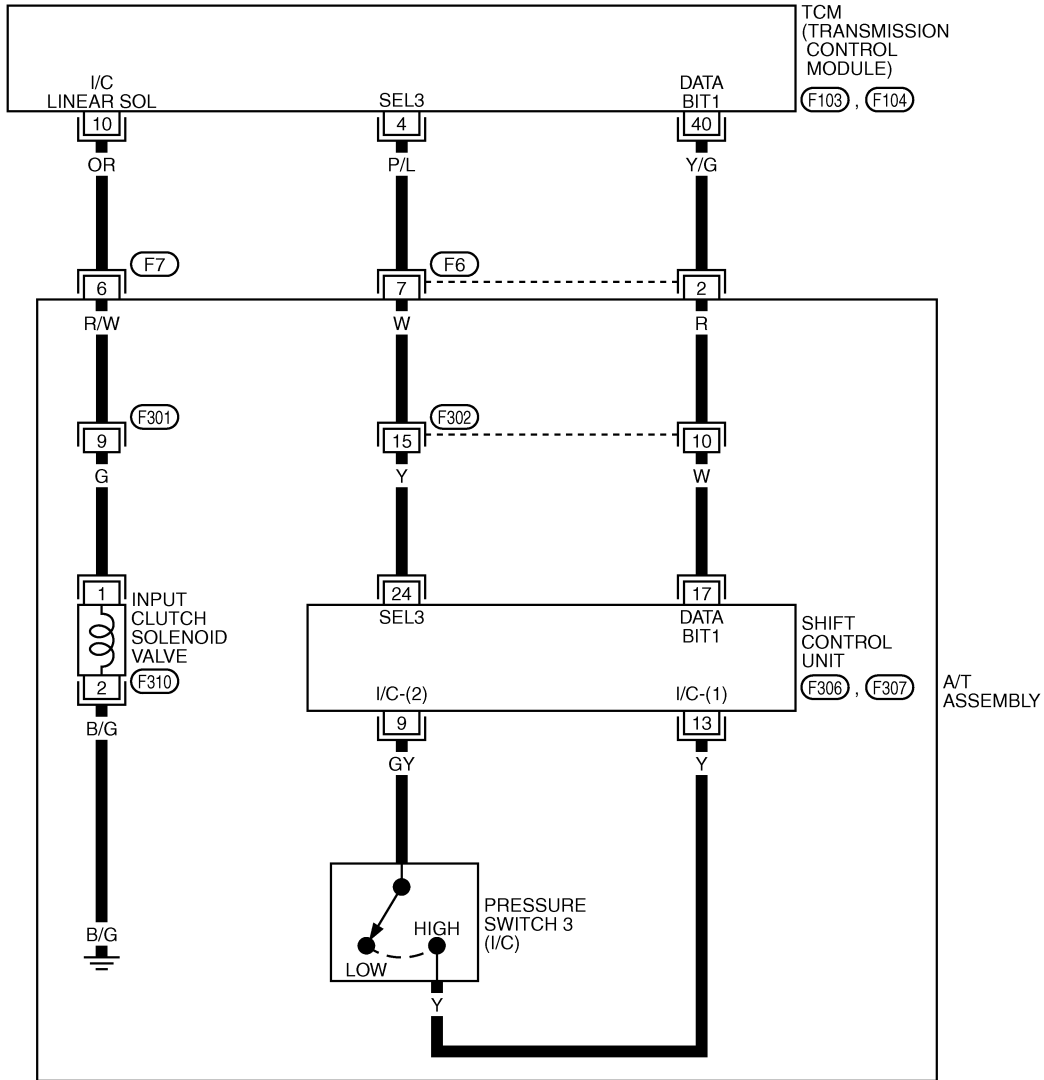 TCM
(TRANSMISSION
CONTROL
MODULE)
F103 , F104
I/C
LINEAR SOL
SEL3
DATA
BIT1
10
4
40
OR
P/L
Y/G
F7
F6
6
7
2
R/W
W
R
F301
F302
9
15
10
G
Y
W
1
24
17
INPUT
CLUTCH
SOLENOID
VALVE
F310
SEL3
DATA
BIT1
SHIFT
CONTROL
UNIT
F306 , F307
A/T
ASSEMBLY
I/C-(2)
I/C-(1)
2
9
13
B/G
GY
Y
PRESSURE
SWITCH 3
(I/C)
HIGH
LOW
B/G
Y